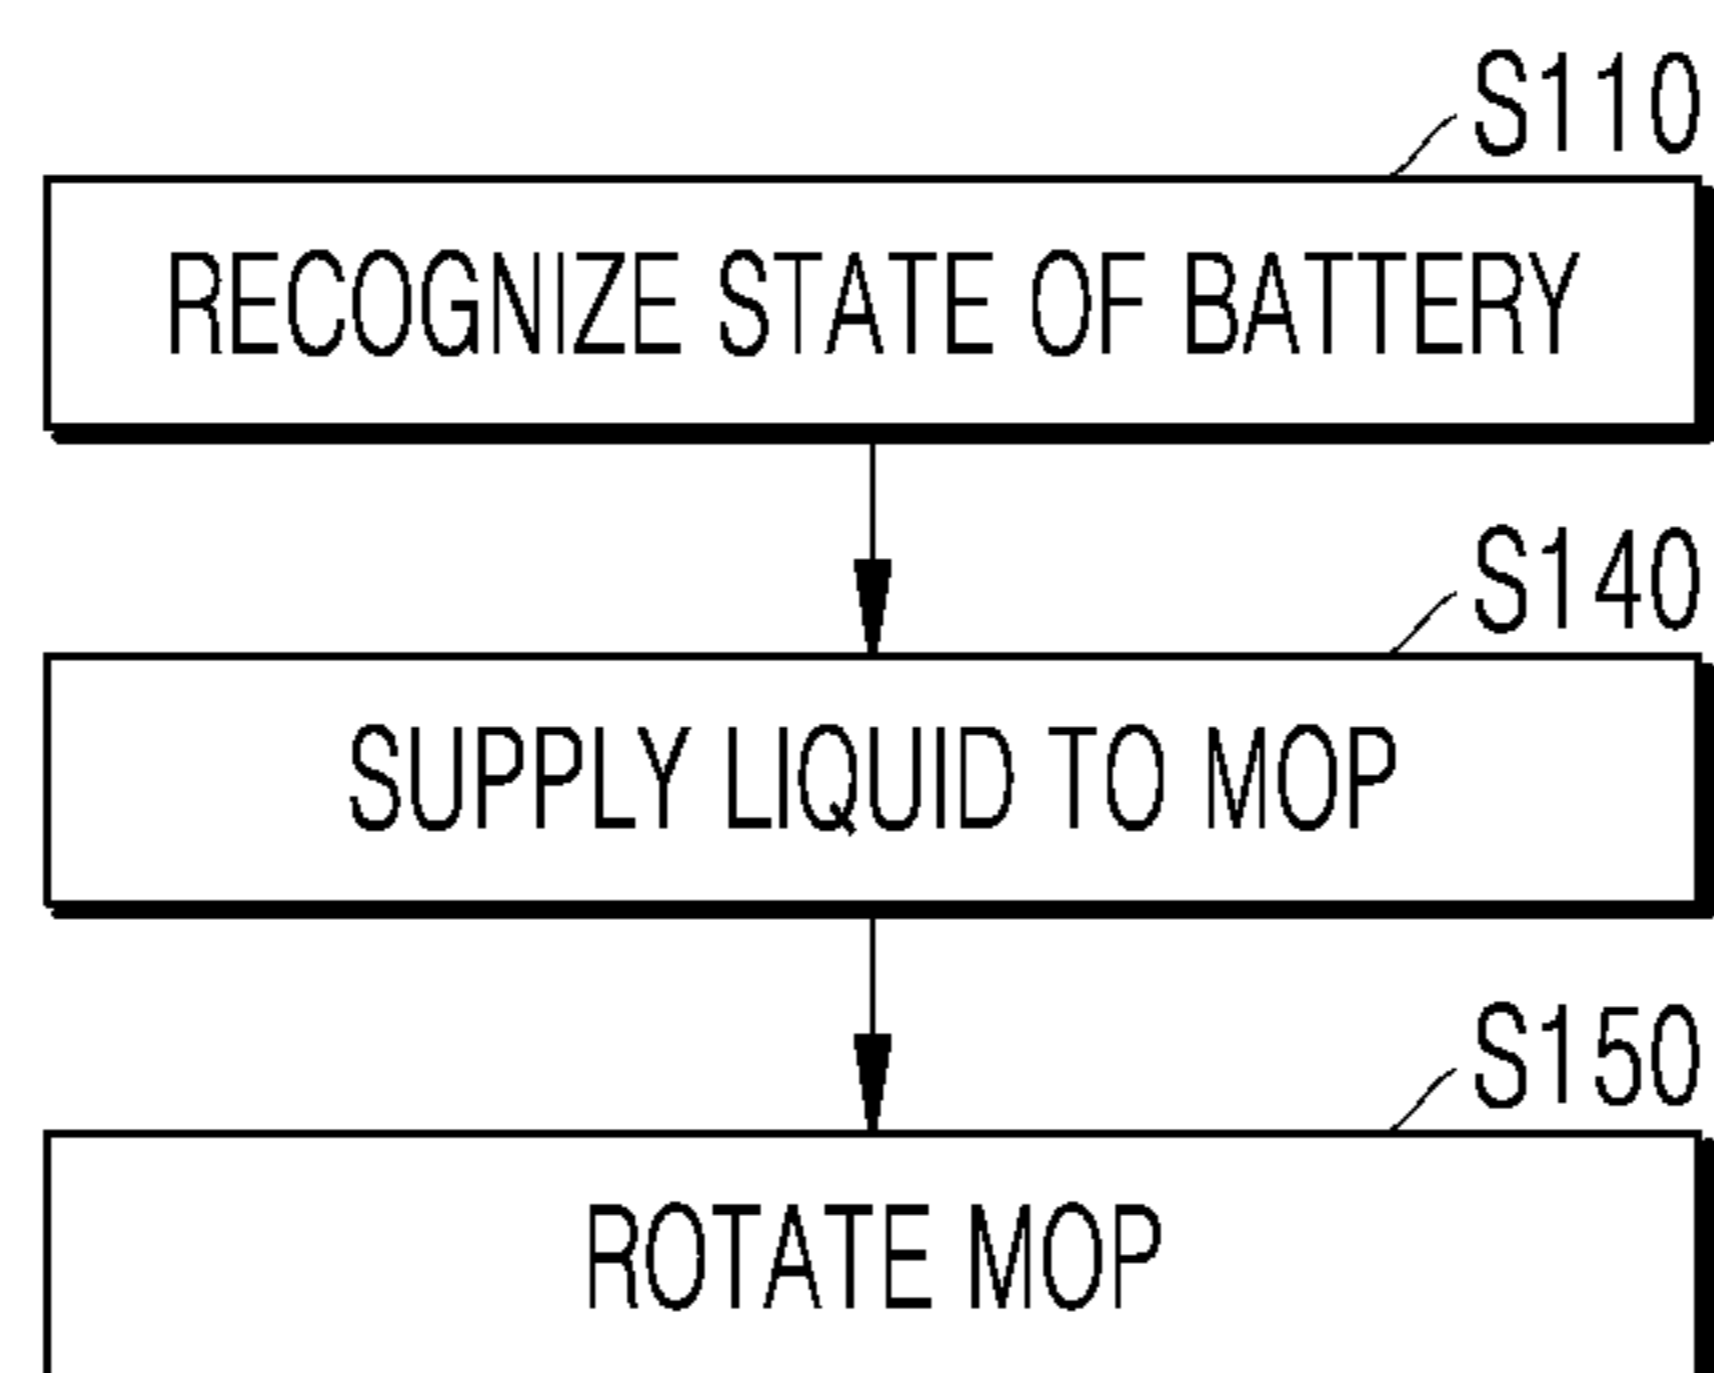 S110
RECOGNIZE STATE OF BATTERY
S140
SUPPLY LIQUID TO MOP
S150
ROTATE MOP